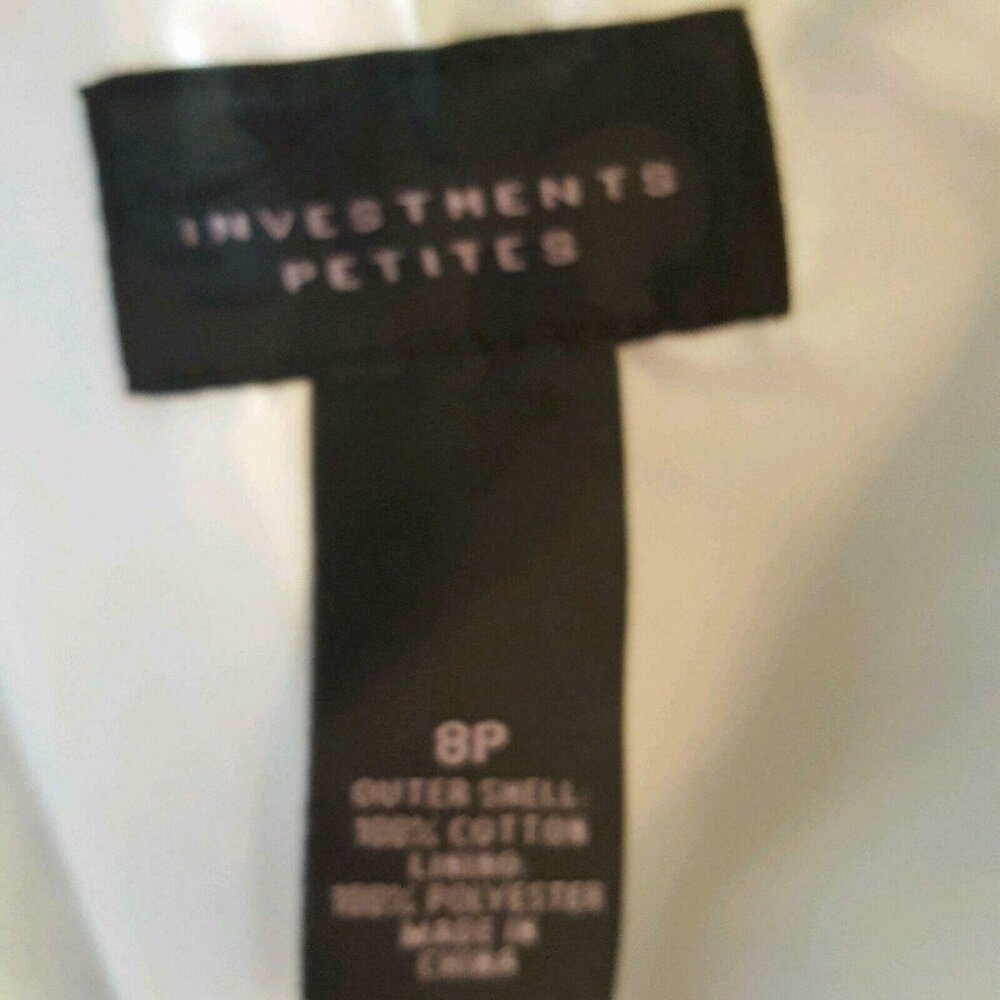 INVESTMENTS
PETITES
8P
OUTER SHELL:
100% COTTON
LINING:
100% POLYESTER
MADE IN
CHINA